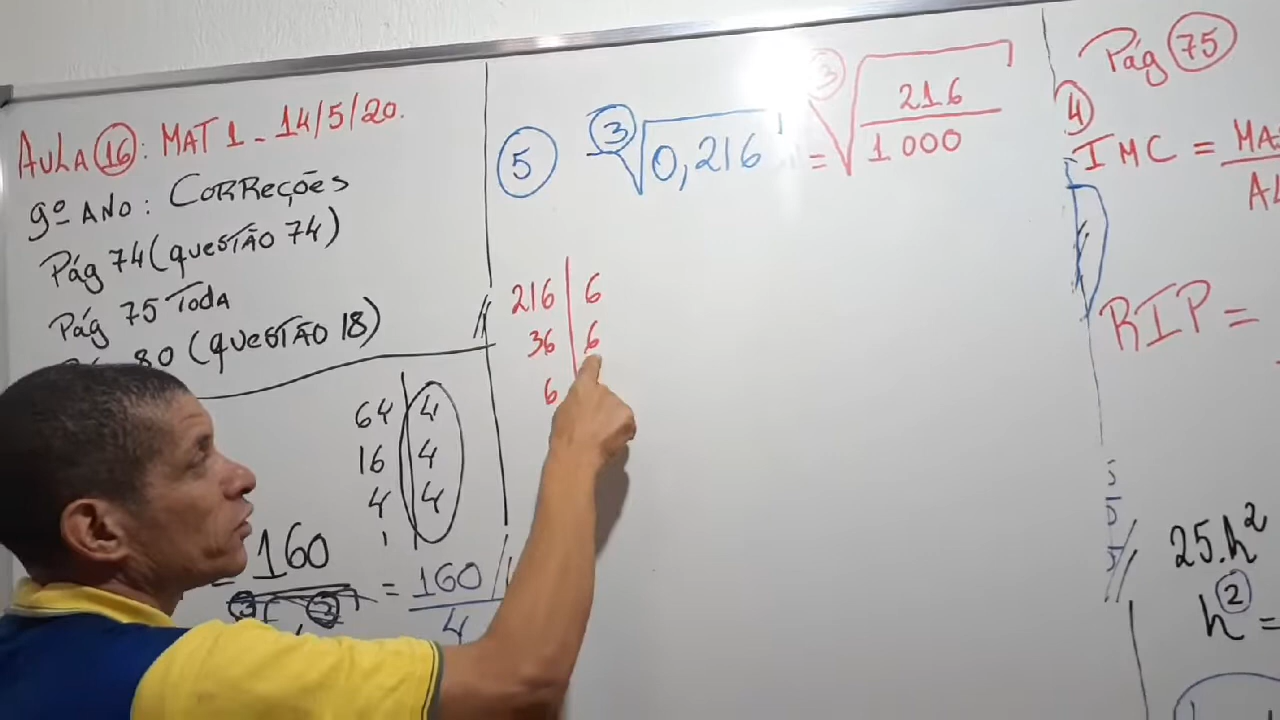 AULA 16: MAT 1 - 14/5/20.
9º ANO: CORREÇÕES
Pág 74 (QUESTÃO 74)
Pág 75 TODA
80 (QUESTÃO 18)
64 | 4
16 | 4
4 | 4
1
160
= 160
4
5 ∛0,216 = ∛216/1000
216 | 6
36 | 6
6
Pág 75
4
IMC = MA
AL
RIP =
25.h²
h² =